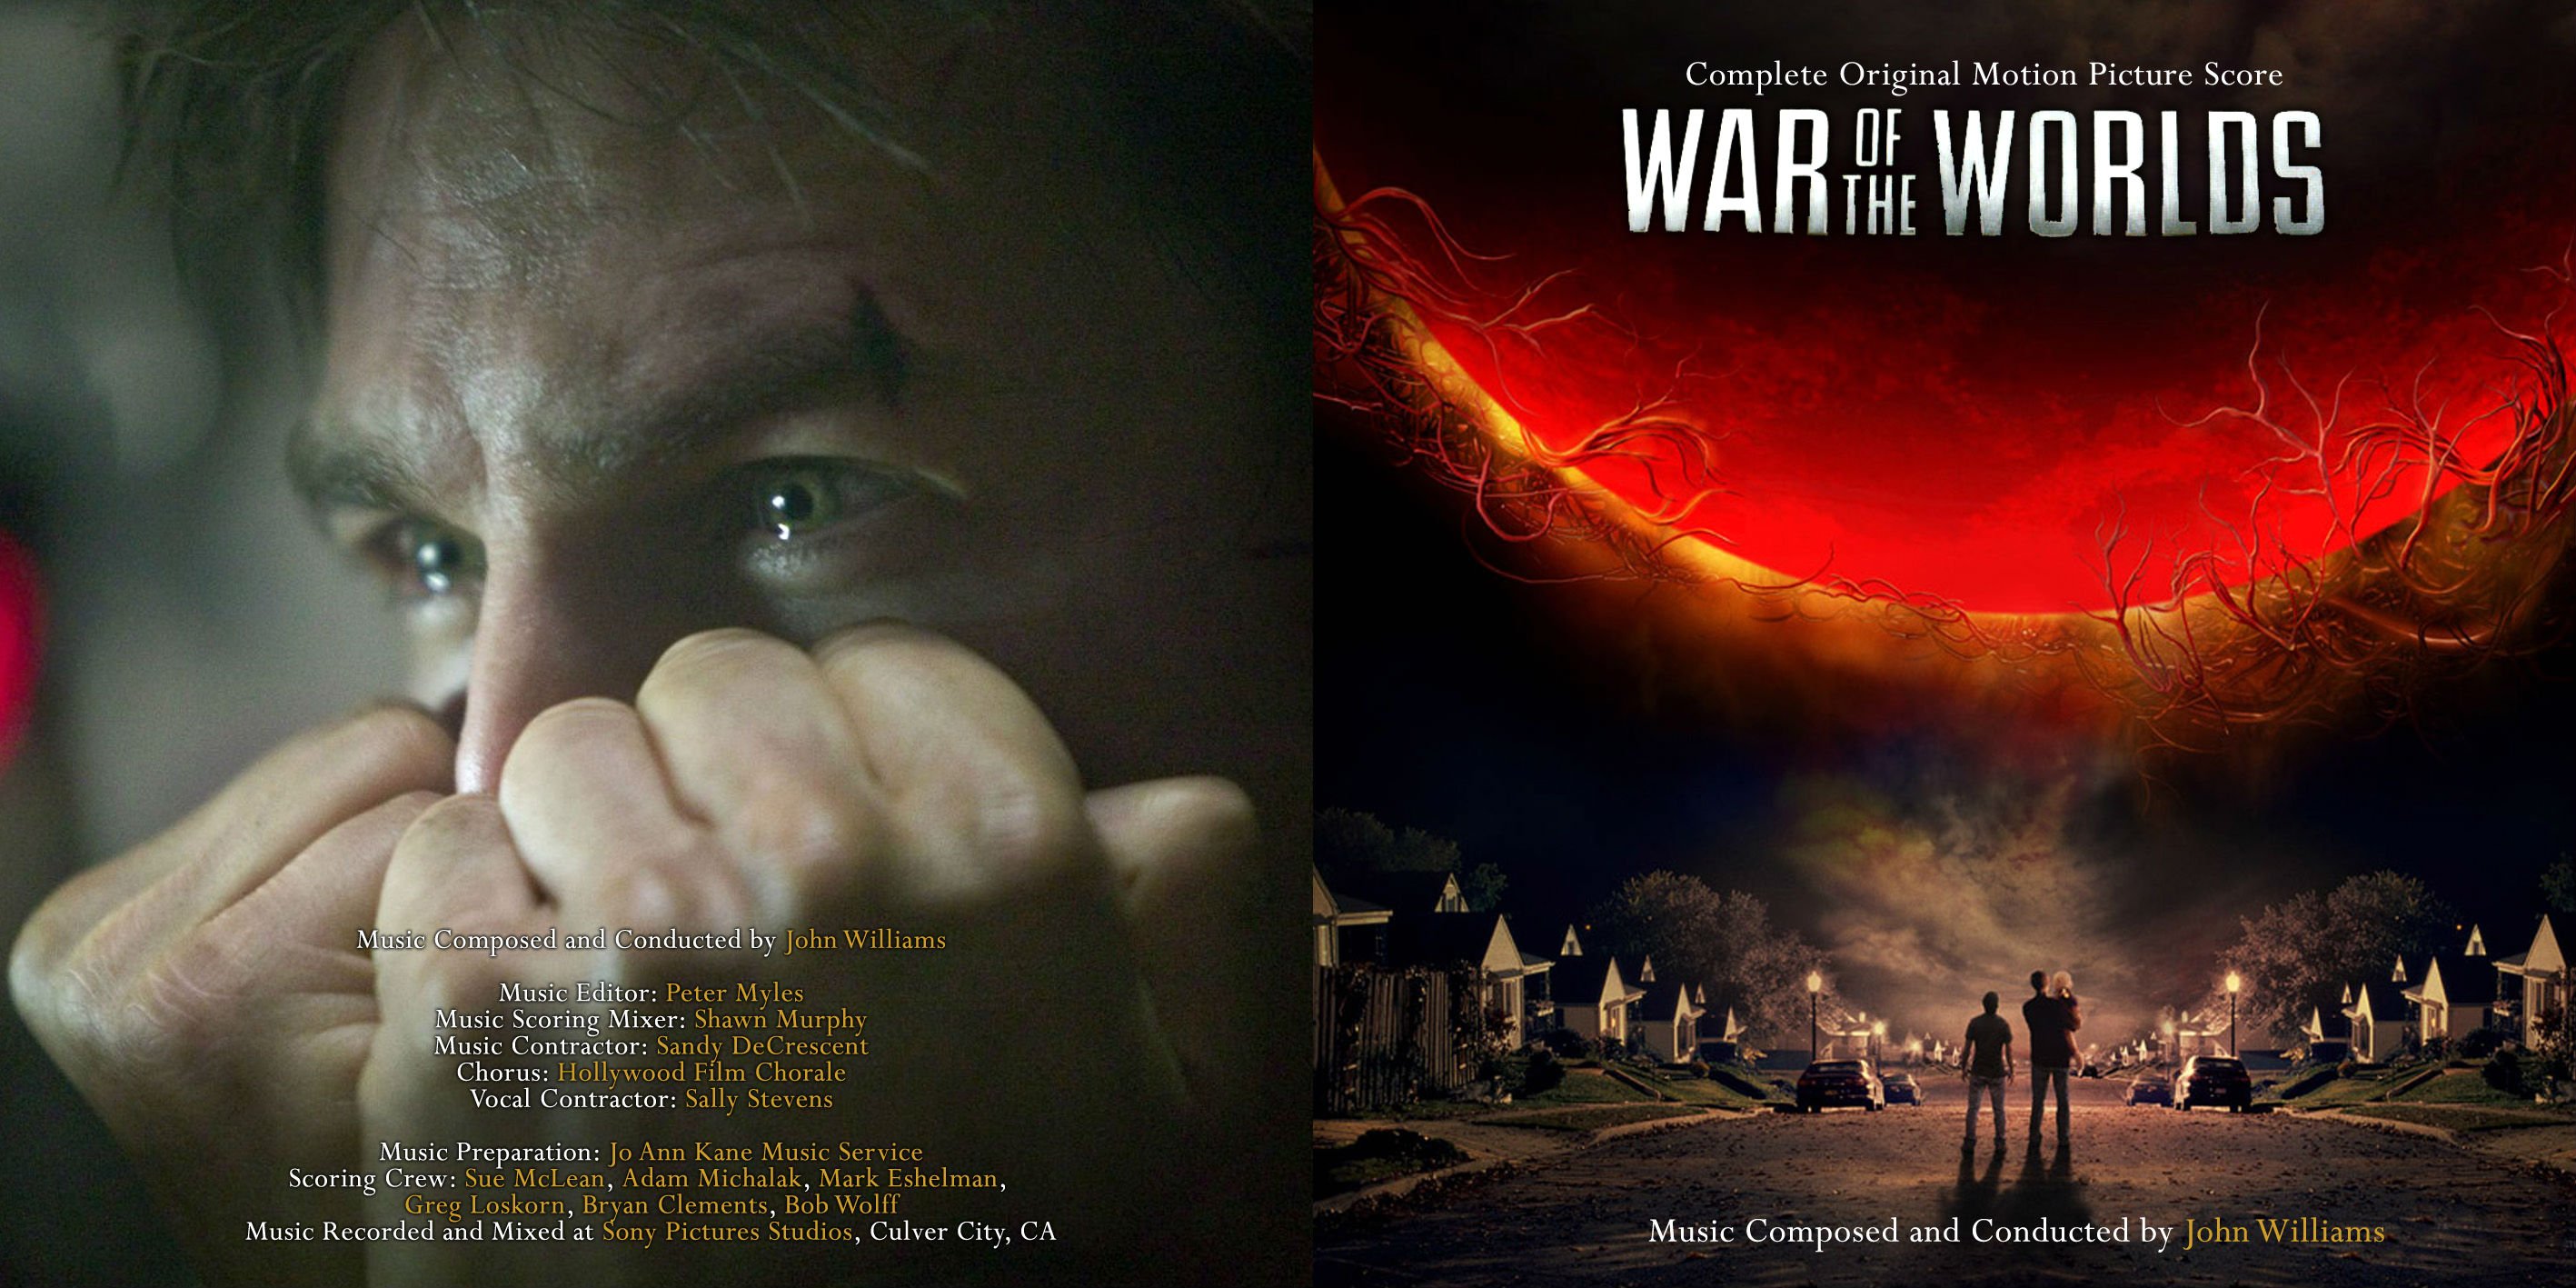 Music Composed and Conducted by John Williams
Music Editor: Peter Myles
Music Scoring Mixer: Shawn Murphy
Music Contractor: Sandy DeCrescent
Chorus: Hollywood Film Chorale
Vocal Contractor: Sally Stevens
Music Preparation: Jo Ann Kane Music Service
Scoring Crew: Sue McLean, Adam Michalak, Mark Eshelman,
Greg Loskorn, Bryan Clements, Bob Wolff
Music Recorded and Mixed at Sony Pictures Studios, Culver City, CA
Complete Original Motion Picture Score
WAR OF THE WORLDS
Music Composed and Conducted by John Williams